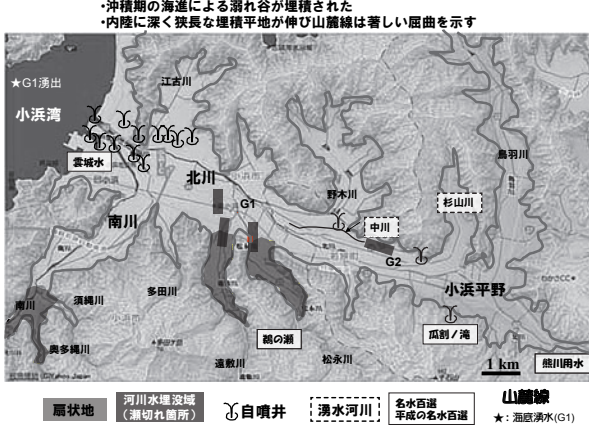 ・沖積期の海進による溺れ谷が埋積された
・内陸に深く狭長な埋積平地が伸び山麓線は著しい屈曲を示す
★G1湧出
小浜湾
江古川
鳥羽川
雲城水
北川
小浜市
野木川
杉山川
G1
南川
中川
G2
小浜平野
多田川
須縄川
南川
小浜市
鵜の瀬
瓜割ノ滝
奥多縄川
遠敷川
松永川
1 km
熊川用水
扇状地
河川水埋没域
(瀬切れ箇所)
自噴井
湧水河川
名水百選
平成の名水百選
山麓線
★：海底湧水(G1)